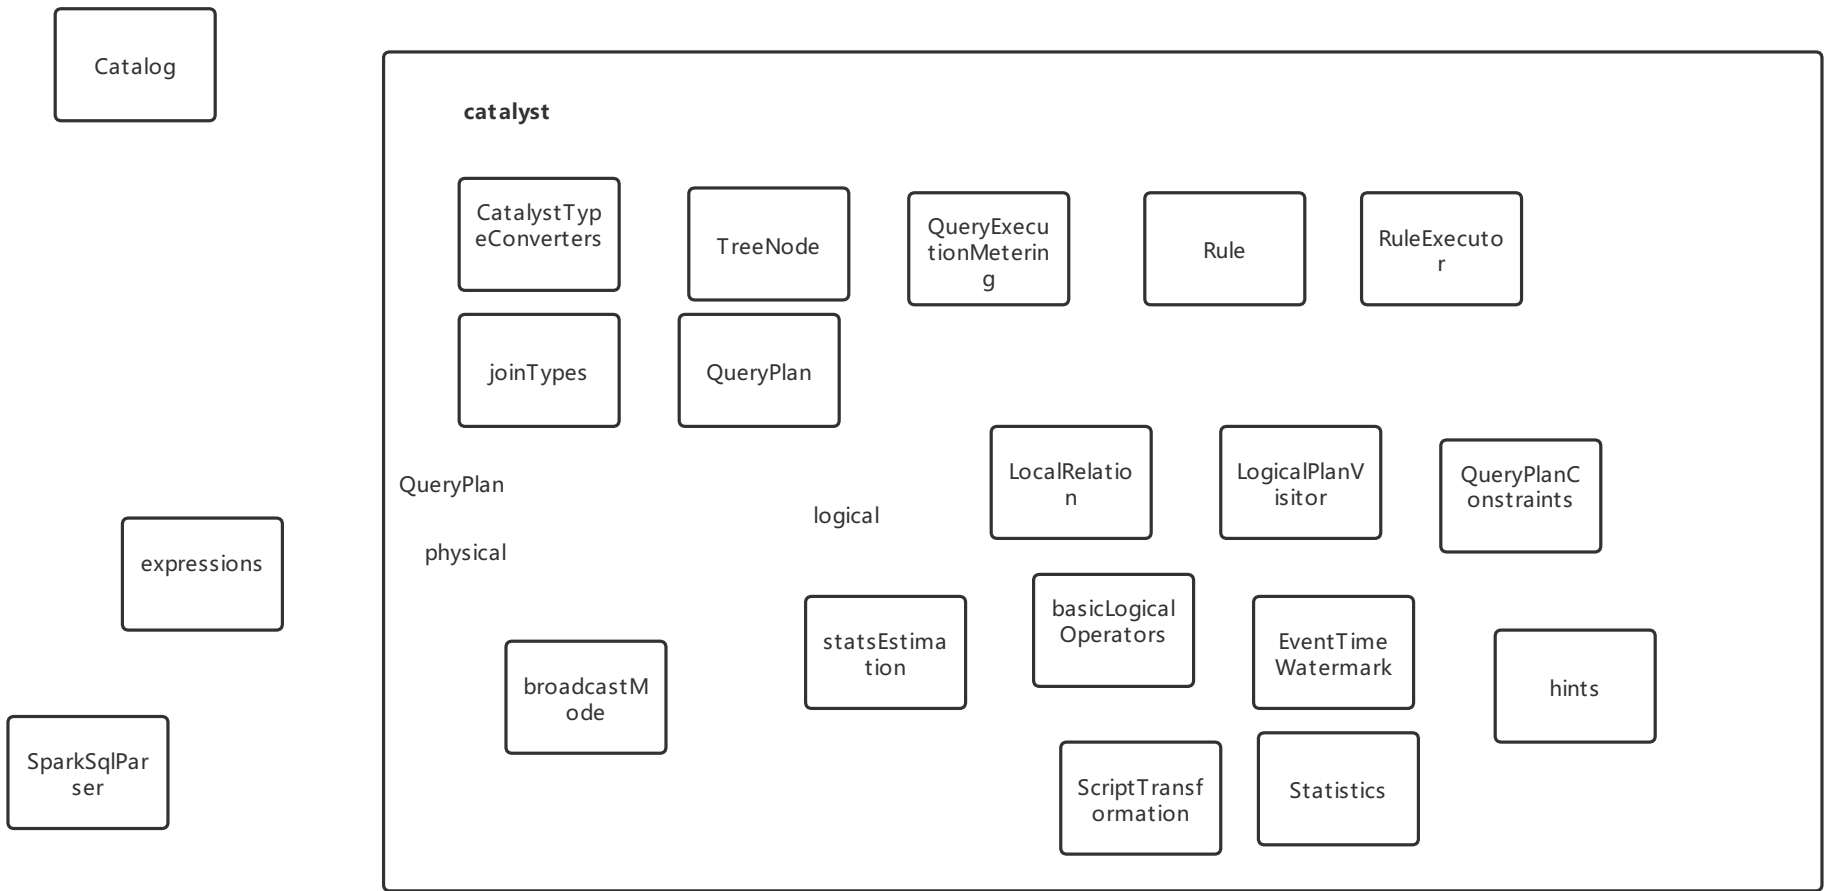 Catalog
catalyst
CatalystTyp
eConverters
TreeNode
QueryExecu
tionMeterin
g
Rule
RuleExecuto
r
joinTypes
QueryPlan
QueryPlan
physical
logical
LocalRelatio
n
LogicalPlanV
isitor
QueryPlanC
onstraints
expressions
broadcastM
ode
statsEstima
tion
basicLogical
Operators
EventTime
Watermark
hints
SparkSqlPar
ser
ScriptTransf
ormation
Statistics